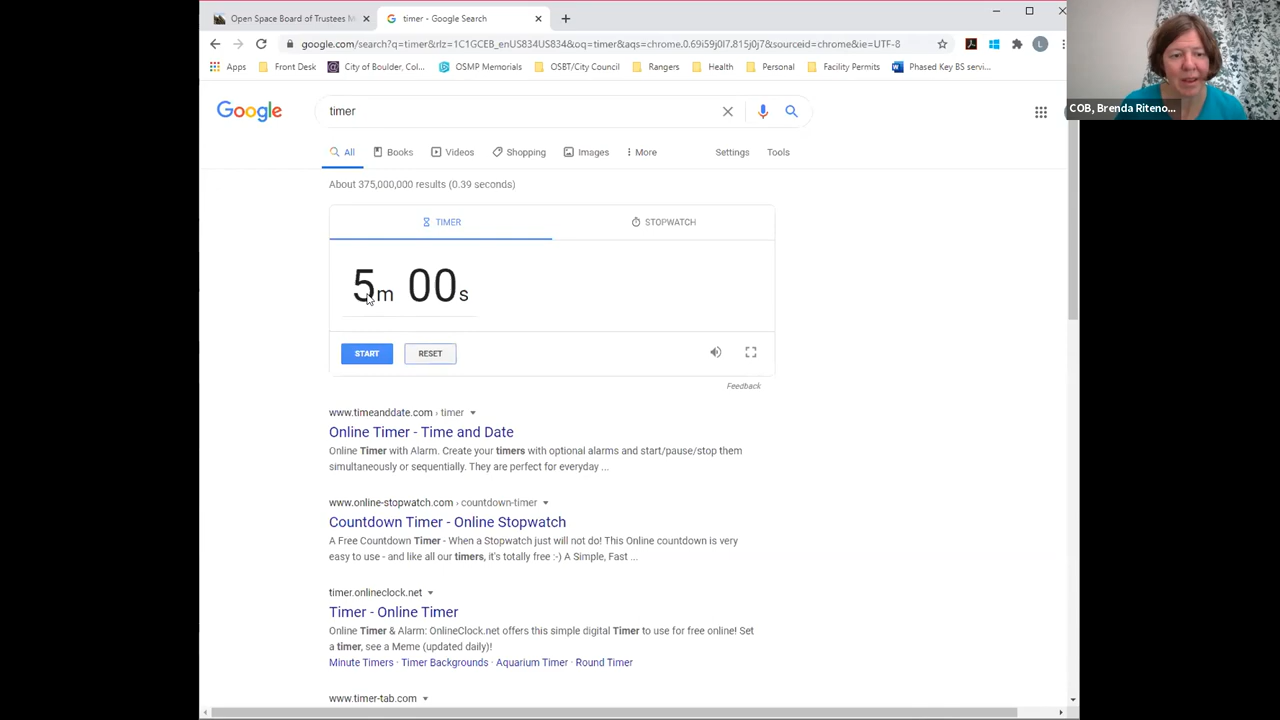 Open Space Board of Trustees M
timer - Google Search
google.com/search?q=timer&rlz=1C1GCEB_enUS834US834&oq=timer&aqs=chrome.0.69i59j0l7.815j0j7&sourceid=chrome&ie=UTF-8
L
Apps Front Desk City of Boulder, Col... OSMP Memorials OSBT/City Council Rangers Health Personal Facility Permits Phased Key BS servi...
COB, Brenda Riteno...
Google timer
All Books Videos Shopping Images More Settings Tools
About 375,000,000 results (0.39 seconds)
TIMER STOPWATCH
5m 00s
START RESET
Feedback
www.timeanddate.com › timer
Online Timer - Time and Date
Online Timer with Alarm. Create your timers with optional alarms and start/pause/stop them
simultaneously or sequentially. They are perfect for everyday ...
www.online-stopwatch.com › countdown-timer
Countdown Timer - Online Stopwatch
A Free Countdown Timer - When a Stopwatch just will not do! This Online countdown is very
easy to use - and like all our timers, it's totally free :-) A Simple, Fast ...
timer.onlineclock.net
Timer - Online Timer
Online Timer & Alarm: OnlineClock.net offers this simple digital Timer to use for free online! Set
a timer, see a Meme (updated daily)!
Minute Timers · Timer Backgrounds · Aquarium Timer · Round Timer
www.timer-tab.com